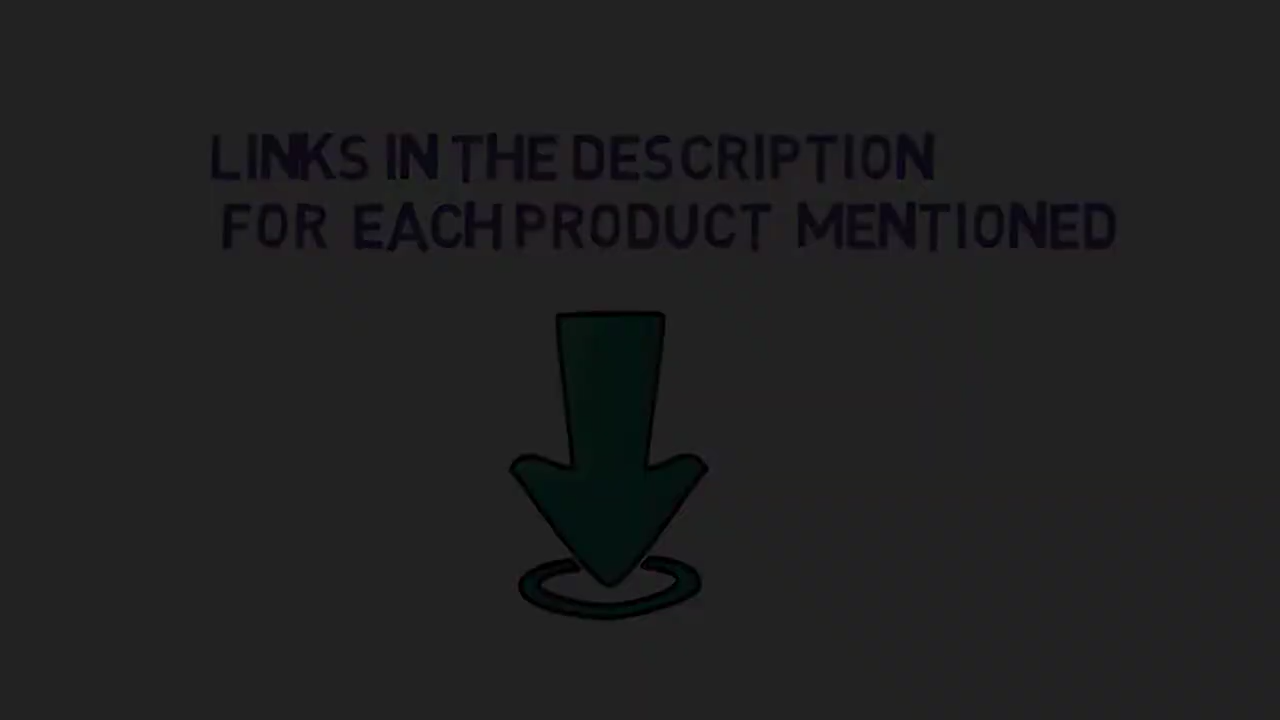 LINKS IN THE DESCRIPTION
FOR EACH PRODUCT MENTIONED